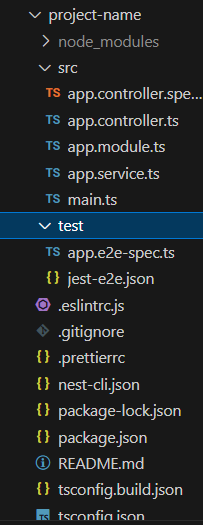 project-name
node_modules
src
TS app.controller.spe...
TS app.controller.ts
TS app.module.ts
TS app.service.ts
TS main.ts
test
TS app.e2e-spec.ts
{} jest-e2e.json
.eslintrc.js
.gitignore
{} .prettierrc
{} nest-cli.json
{} package-lock.json
{} package.json
README.md
{} tsconfig.build.json
TS tsconfig.json